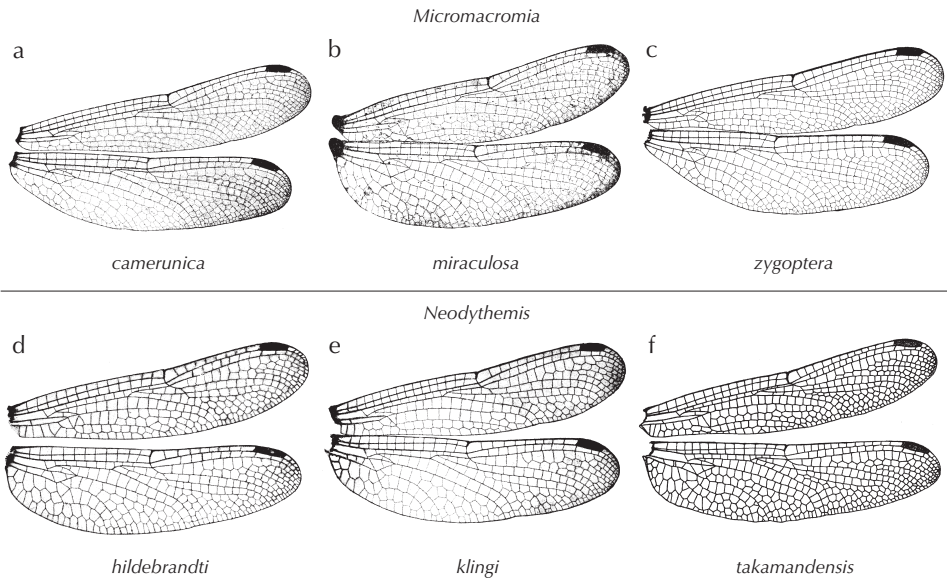 Micromacromia
a b c
camerunica miraculosa zygoptera
Neodythemis
d e f
hildebrandti klingi takamandensis